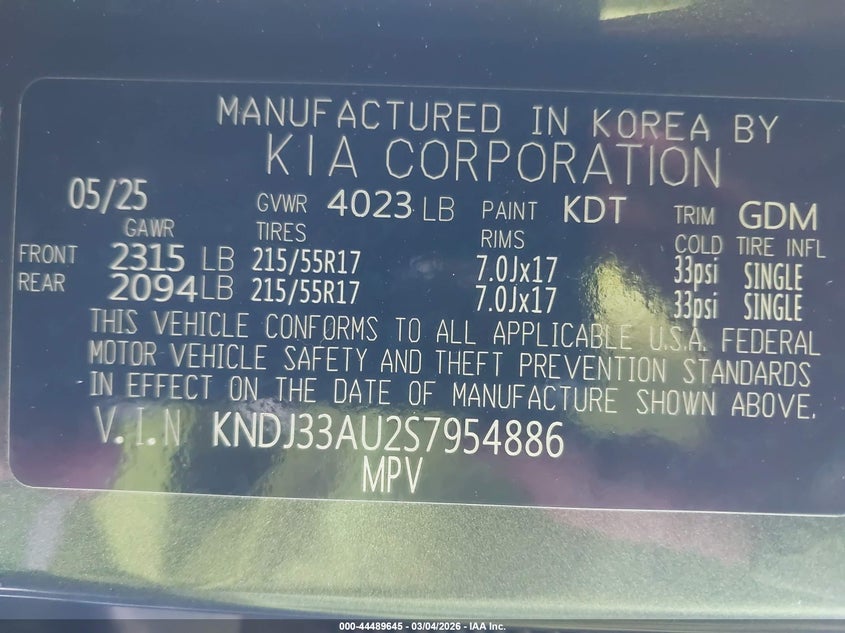 MANUFACTURED IN KOREA BY
KIA CORPORATION
05/25 GVWR 4023 LB PAINT KDT TRIM GDM
GAWR TIRES RIMS COLD TIRE INFL
FRONT 2315 LB 215/55R17 7.0Jx17 33psi SINGLE
REAR 2094 LB 215/55R17 7.0Jx17 33psi SINGLE
THIS VEHICLE CONFORMS TO ALL APPLICABLE U.S.A. FEDERAL
MOTOR VEHICLE SAFETY AND THEFT PREVENTION STANDARDS
IN EFFECT ON THE DATE OF MANUFACTURE SHOWN ABOVE.
V.I.N KNDJ33AU2S7954886
MPV
000-44489645 - 03/04/2026 - IAA Inc.